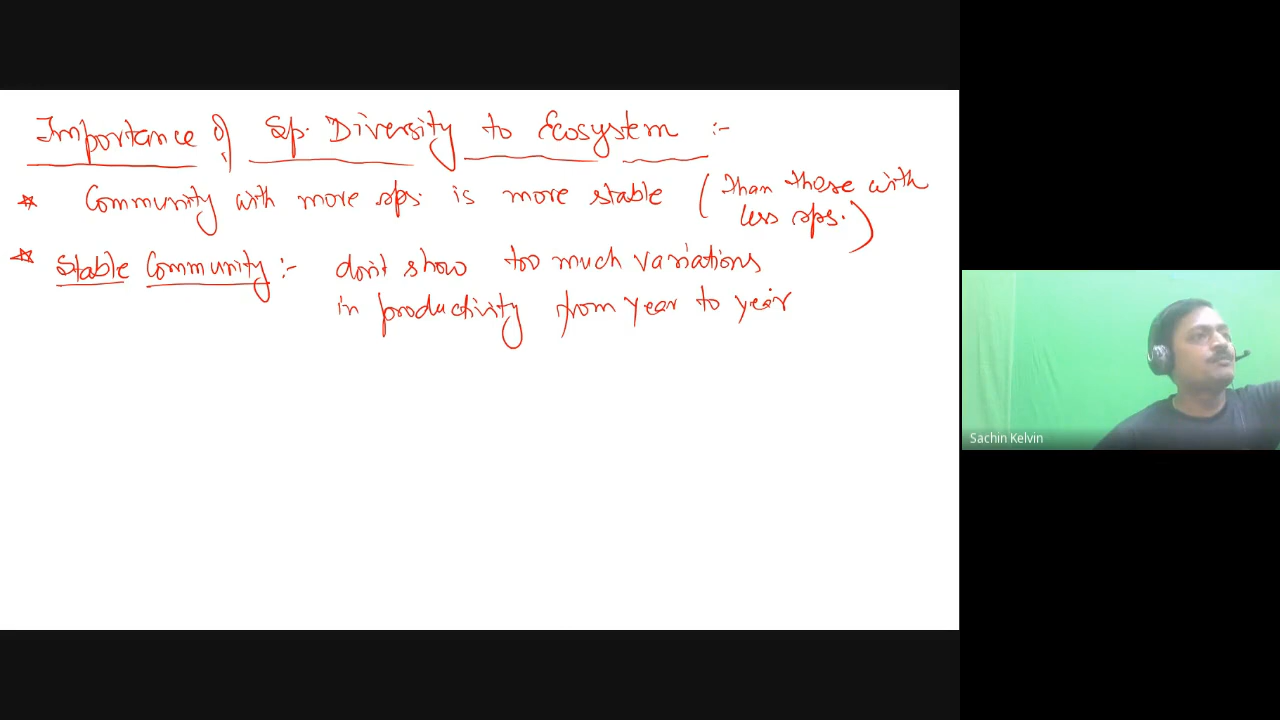 Importance of Sp. Diversity to Ecosystem :-
* Community with more sps. is more stable (than those with
less sps.)
* Stable Community :- don't show too much variations
in productivity from year to year
Sachin Kelvin